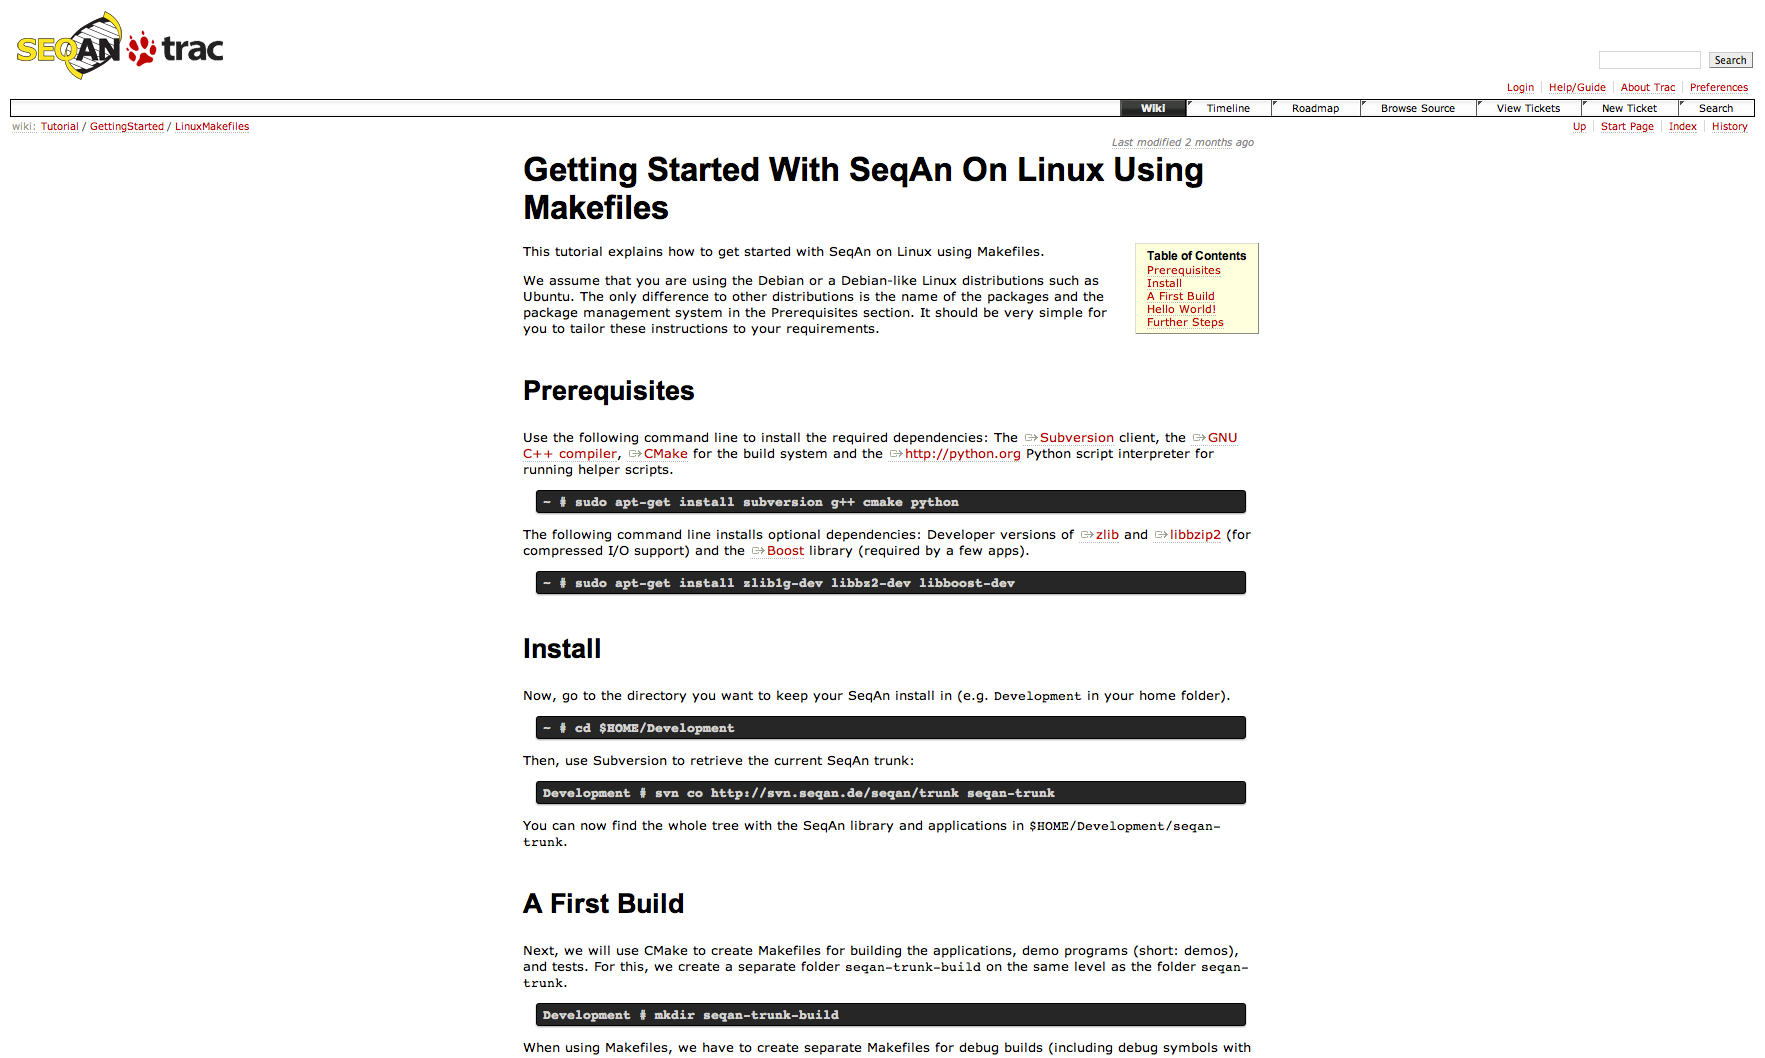 SEQAN trac
Search
Login Help/Guide About Trac Preferences
Wiki Timeline Roadmap Browse Source View Tickets New Ticket Search
wiki: Tutorial / GettingStarted / LinuxMakefiles
Up Start Page Index History
Last modified 2 months ago
Getting Started With SeqAn On Linux Using
Makefiles
This tutorial explains how to get started with SeqAn on Linux using Makefiles.
We assume that you are using the Debian or a Debian-like Linux distributions such as
Ubuntu. The only difference to other distributions is the name of the packages and the
package management system in the Prerequisites section. It should be very simple for
you to tailor these instructions to your requirements.
Table of Contents
Prerequisites
Install
A First Build
Hello World!
Further Steps
Prerequisites
Use the following command line to install the required dependencies: The Subversion client, the GNU
C++ compiler, CMake for the build system and the http://python.org Python script interpreter for
running helper scripts.
~ # sudo apt-get install subversion g++ cmake python
The following command line installs optional dependencies: Developer versions of zlib and libbzip2 (for
compressed I/O support) and the Boost library (required by a few apps).
~ # sudo apt-get install zlib1g-dev libbz2-dev libboost-dev
Install
Now, go to the directory you want to keep your SeqAn install in (e.g. Development in your home folder).
~ # cd $HOME/Development
Then, use Subversion to retrieve the current SeqAn trunk:
Development # svn co http://svn.seqan.de/seqan/trunk seqan-trunk
You can now find the whole tree with the SeqAn library and applications in $HOME/Development/seqan-
trunk.
A First Build
Next, we will use CMake to create Makefiles for building the applications, demo programs (short: demos),
and tests. For this, we create a separate folder seqan-trunk-build on the same level as the folder seqan-
trunk.
Development # mkdir seqan-trunk-build
When using Makefiles, we have to create separate Makefiles for debug builds (including debug symbols with